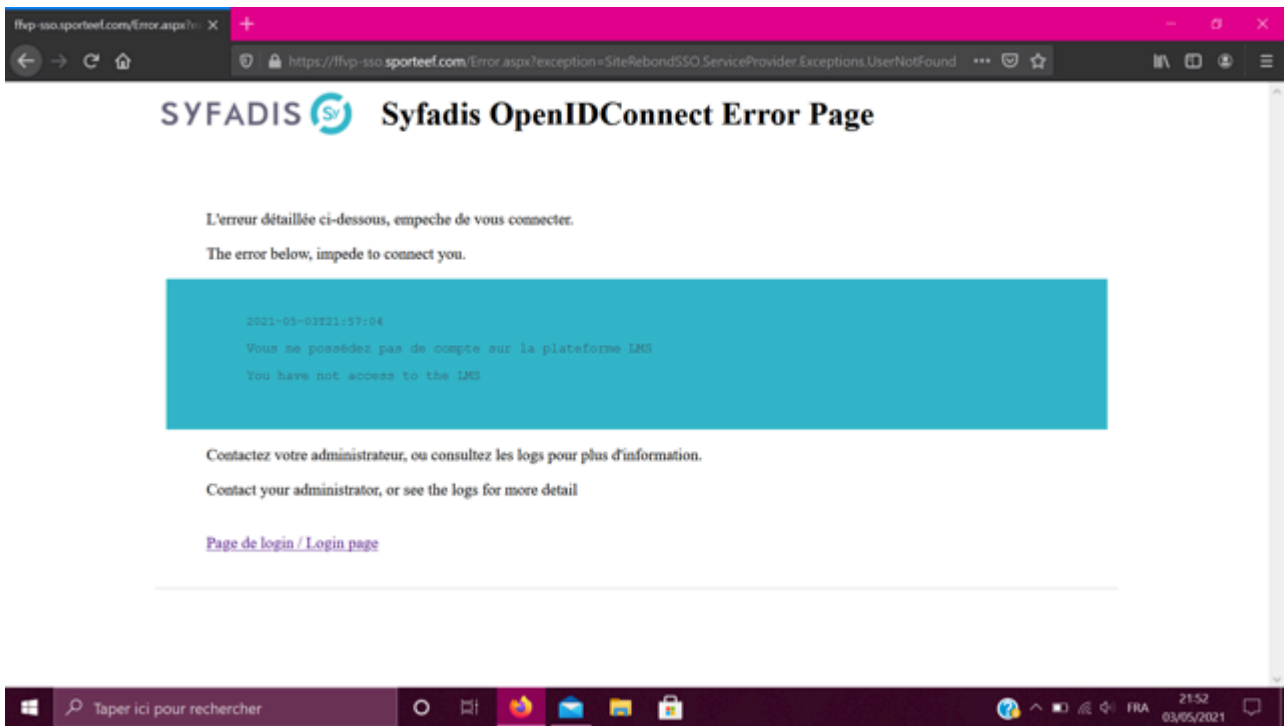 ffvp-sso.sporteef.com/Error.aspx?e
https://ffvp-sso.sporteef.com/Error.aspx?exception=SiteRebondSSO.ServiceProvider.Exceptions.UserNotFound
SYFADIS Sy Syfadis OpenIDConnect Error Page
L'erreur détaillée ci-dessous, empeche de vous connecter.
The error below, impede to connect you.
2021-05-03T21:57:04
Vous ne possédez pas de compte sur la plateforme LMS
You have not access to the LMS
Contactez votre administrateur, ou consultez les logs pour plus d'information.
Contact your administrator, or see the logs for more detail
Page de login / Login page
Taper ici pour rechercher
FRA
21:52
03/05/2021